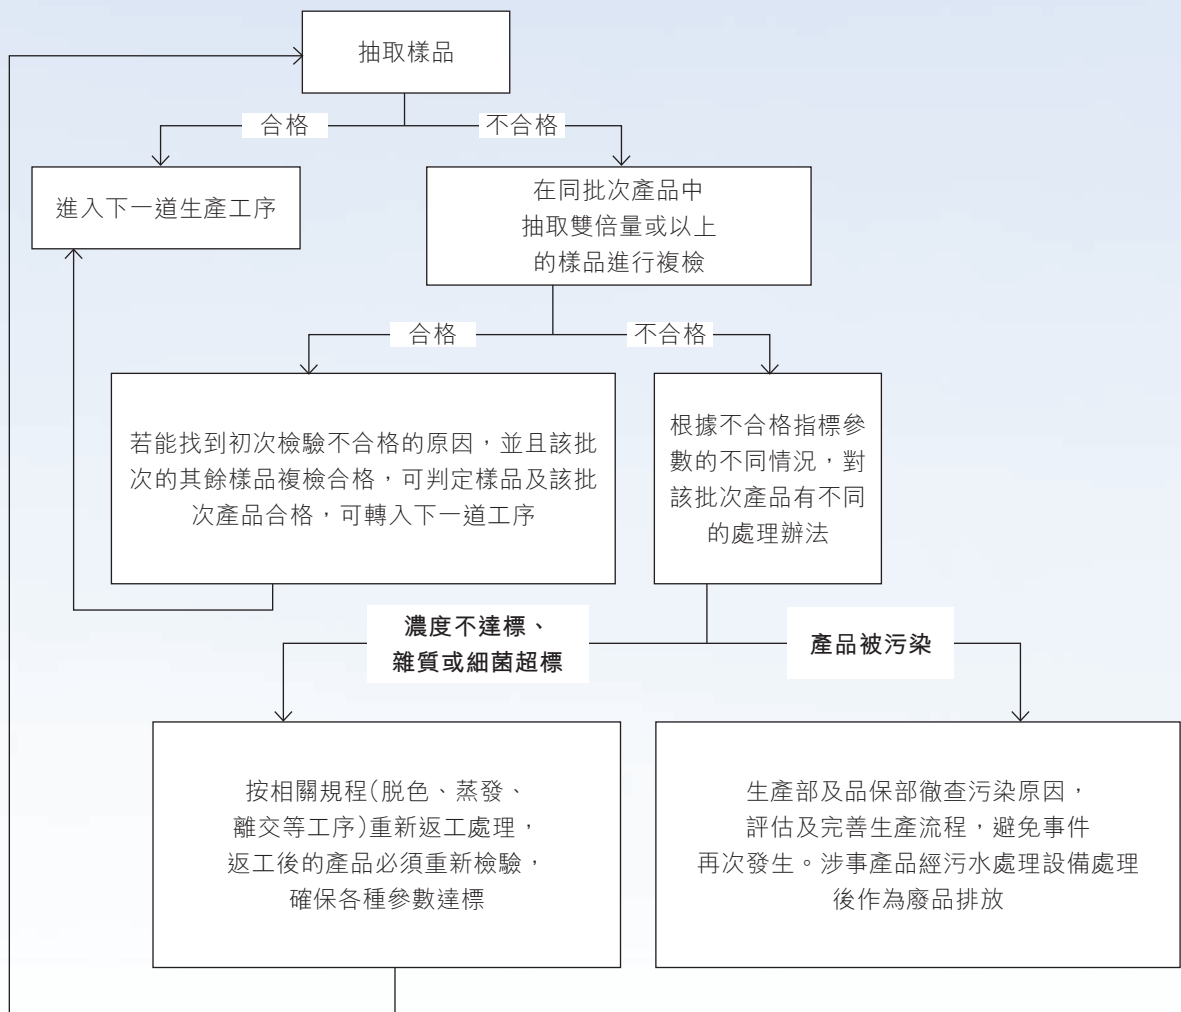 抽取樣品
合格
不合格
進入下一道生產工序
在同批次產品中
抽取雙倍量或以上
的樣品進行複檢
合格
不合格
若能找到初次檢驗不合格的原因，並且該批
次的其餘樣品複檢合格，可判定樣品及該批
次產品合格，可轉入下一道工序
根據不合格指標參
數的不同情況，對
該批次產品有不同
的處理辦法
濃度不達標、
雜質或細菌超標
產品被污染
按相關規程(脱色、蒸發、
離交等工序)重新返工處理，
返工後的產品必須重新檢驗，
確保各種參數達標
生產部及品保部徹查污染原因，
評估及完善生產流程，避免事件
再次發生。涉事產品經污水處理設備處理
後作為廢品排放